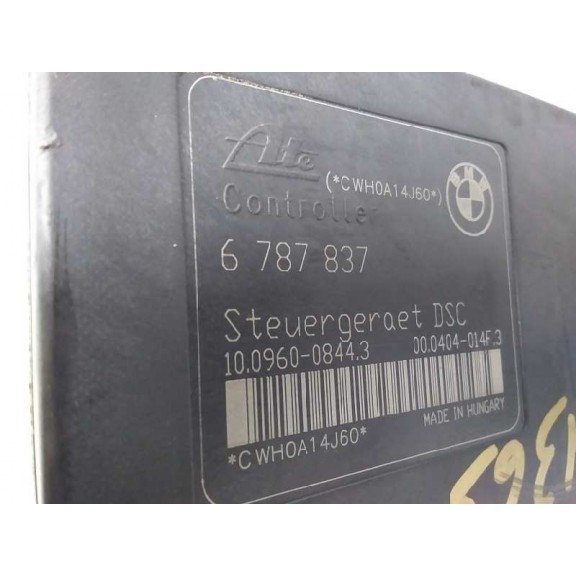 Ate
(*CWH0A14J60*)
BMW
Controller
6 787 837
Steuergeraet DSC
10.0960-0844.3 00.0404-014F.3
MADE IN HUNGARY
*CWH0A14J60*